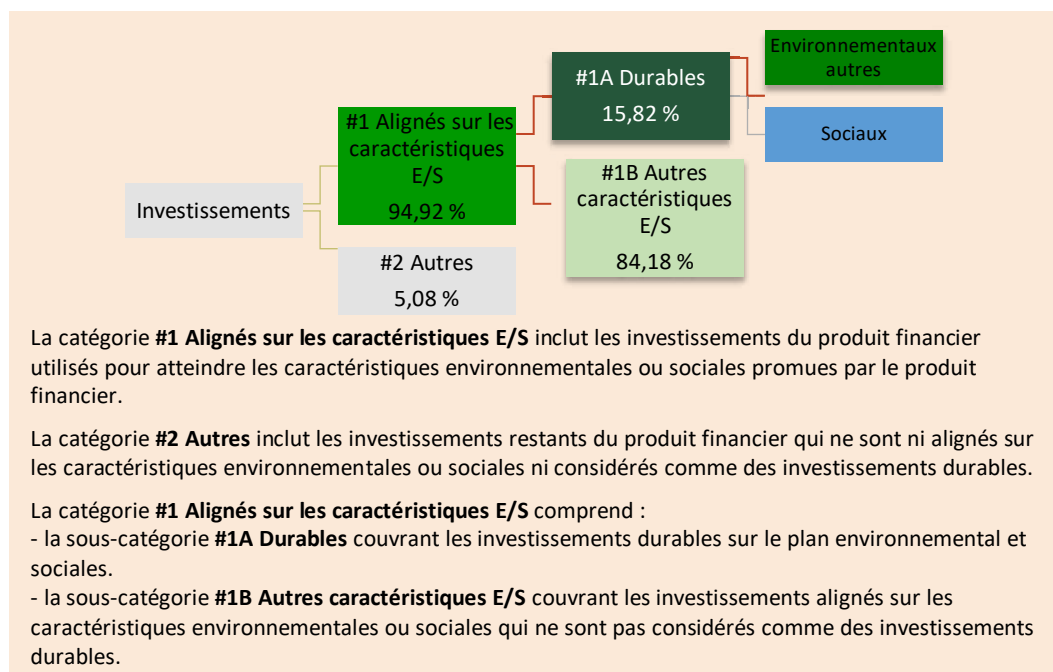 Investissements
#1 Alignés sur les
caractéristiques
E/S
94,92 %
#2 Autres
5,08 %
#1A Durables
15,82 %
#1B Autres
caractéristiques
E/S
84,18 %
Environnementaux
autres
Sociaux
La catégorie #1 Alignés sur les caractéristiques E/S inclut les investissements du produit financier
utilisés pour atteindre les caractéristiques environnementales ou sociales promues par le produit
financier.
La catégorie #2 Autres inclut les investissements restants du produit financier qui ne sont ni alignés sur
les caractéristiques environnementales ou sociales ni considérés comme des investissements durables.
La catégorie #1 Alignés sur les caractéristiques E/S comprend :
- la sous-catégorie #1A Durables couvrant les investissements durables sur le plan environnemental et
sociales.
- la sous-catégorie #1B Autres caractéristiques E/S couvrant les investissements alignés sur les
caractéristiques environnementales ou sociales qui ne sont pas considérés comme des investissements
durables.